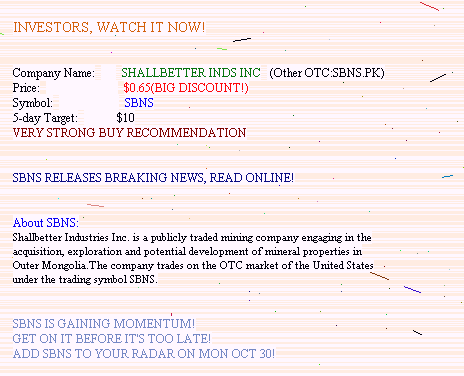 INVESTORS, WATCH IT NOW!
Company Name: SHALLBETTER INDS INC (Other OTC:SBNS.PK)
Price: $0.65(BIG DISCOUNT!)
Symbol: SBNS
5-day Target: $10
VERY STRONG BUY RECOMMENDATION
SBNS RELEASES BREAKING NEWS, READ ONLINE!
About SBNS:
Shallbetter Industries Inc. is a publicly traded mining company engaging in the
acquisition, exploration and potential development of mineral properties in
Outer Mongolia.The company trades on the OTC market of the United States
under the trading symbol SBNS.
SBNS IS GAINING MOMENTUM!
GET ON IT BEFORE IT'S TOO LATE!
ADD SBNS TO YOUR RADAR ON MON OCT 30!